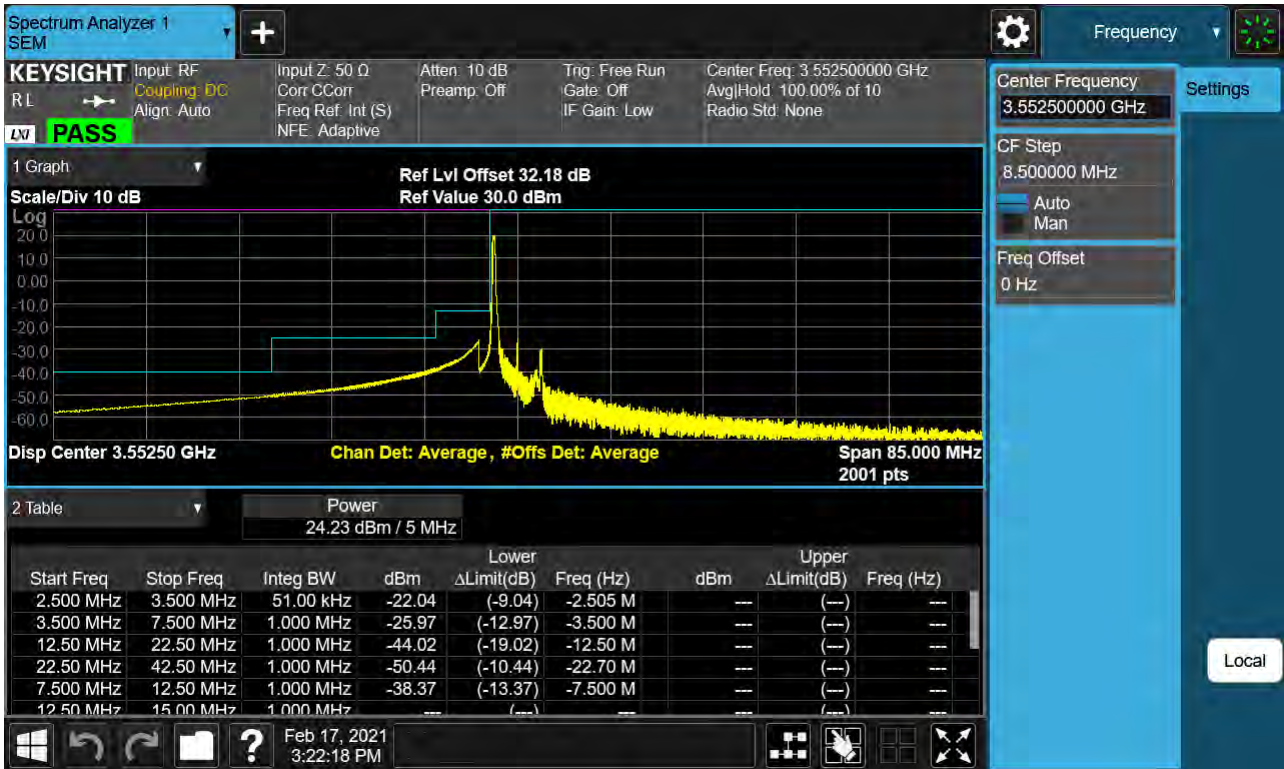 Spectrum Analyzer 1
SEM
Frequency
KEYSIGHT
R L
LXI
PASS
Input: RF
Coupling: DC
Align: Auto
Input Z: 50 Ω
Corr CCorr
Freq Ref: Int (S)
NFE: Adaptive
Atten: 10 dB
Preamp: Off
Trig: Free Run
Gate: Off
IF Gain: Low
Center Freq: 3.552500000 GHz
Avg|Hold: 100.00% of 10
Radio Std: None
Center Frequency
3.552500000 GHz
Settings
CF Step
8.500000 MHz
Auto
Man
Freq Offset
0 Hz
1 Graph
Scale/Div 10 dB
Ref Lvl Offset 32.18 dB
Ref Value 30.0 dBm
Log
20.0
10.0
0.00
-10.0
-20.0
-30.0
-40.0
-50.0
-60.0
Disp Center 3.55250 GHz
Chan Det: Average, #Offs Det: Average
Span 85.000 MHz
2001 pts
2 Table
Power
24.23 dBm / 5 MHz
Lower Upper
Start Freq Stop Freq Integ BW dBm ΔLimit(dB) Freq (Hz) dBm ΔLimit(dB) Freq (Hz)
2.500 MHz 3.500 MHz 51.00 kHz -22.04 (-9.04) -2.505 M --- (---) ---
3.500 MHz 7.500 MHz 1.000 MHz -25.97 (-12.97) -3.500 M --- (---) ---
12.50 MHz 22.50 MHz 1.000 MHz -44.02 (-19.02) -12.50 M --- (---) ---
22.50 MHz 42.50 MHz 1.000 MHz -50.44 (-10.44) -22.70 M --- (---) ---
7.500 MHz 12.50 MHz 1.000 MHz -38.37 (-13.37) -7.500 M --- (---) ---
12.50 MHz 15.00 MHz 1.000 MHz --- (---) --- --- (---) ---
Local
Feb 17, 2021
3:22:18 PM